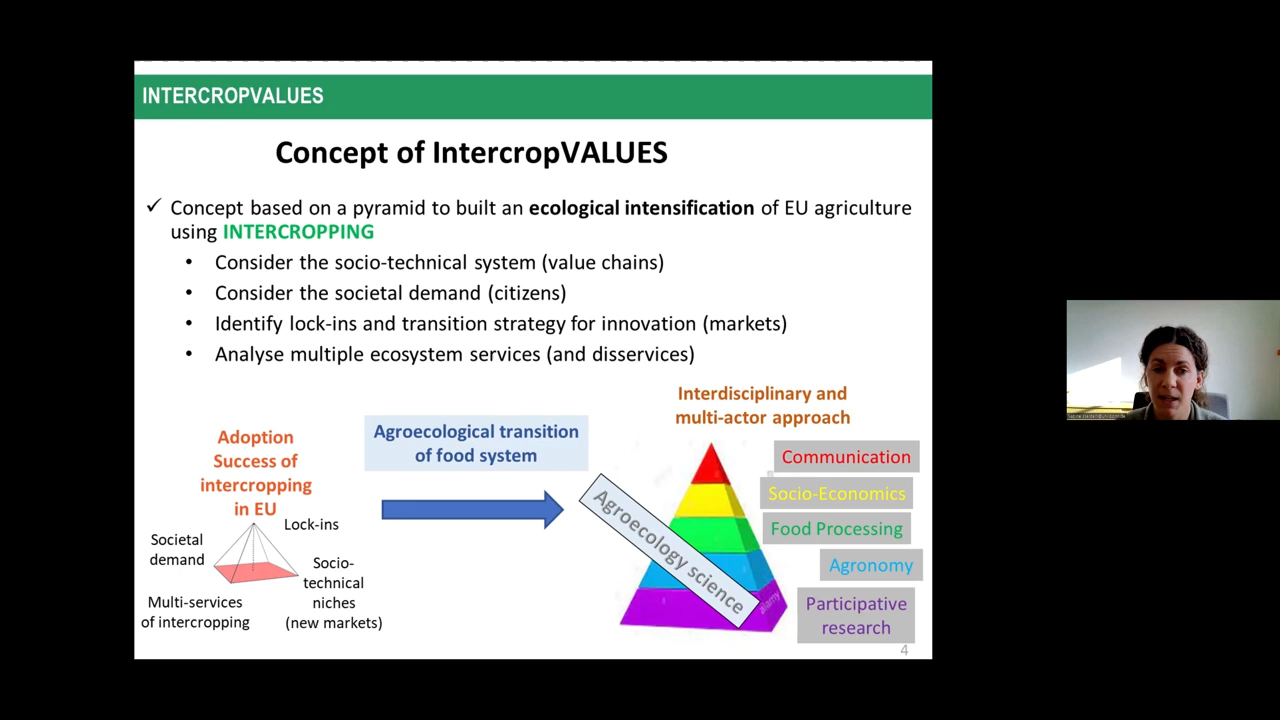 INTERCROPVALUES
Concept of IntercropVALUES
✓ Concept based on a pyramid to built an ecological intensification of EU agriculture
using INTERCROPPING
• Consider the socio-technical system (value chains)
• Consider the societal demand (citizens)
• Identify lock-ins and transition strategy for innovation (markets)
• Analyse multiple ecosystem services (and disservices)
Adoption
Success of
intercropping
in EU
Lock-ins
Societal
demand
Socio-
technical
niches
(new markets)
Multi-services
of intercropping
Agroecological transition
of food system
Interdisciplinary and
multi-actor approach
Agroecology science
Communication
Socio-Economics
Food Processing
Agronomy
Participative
research
alamy
4